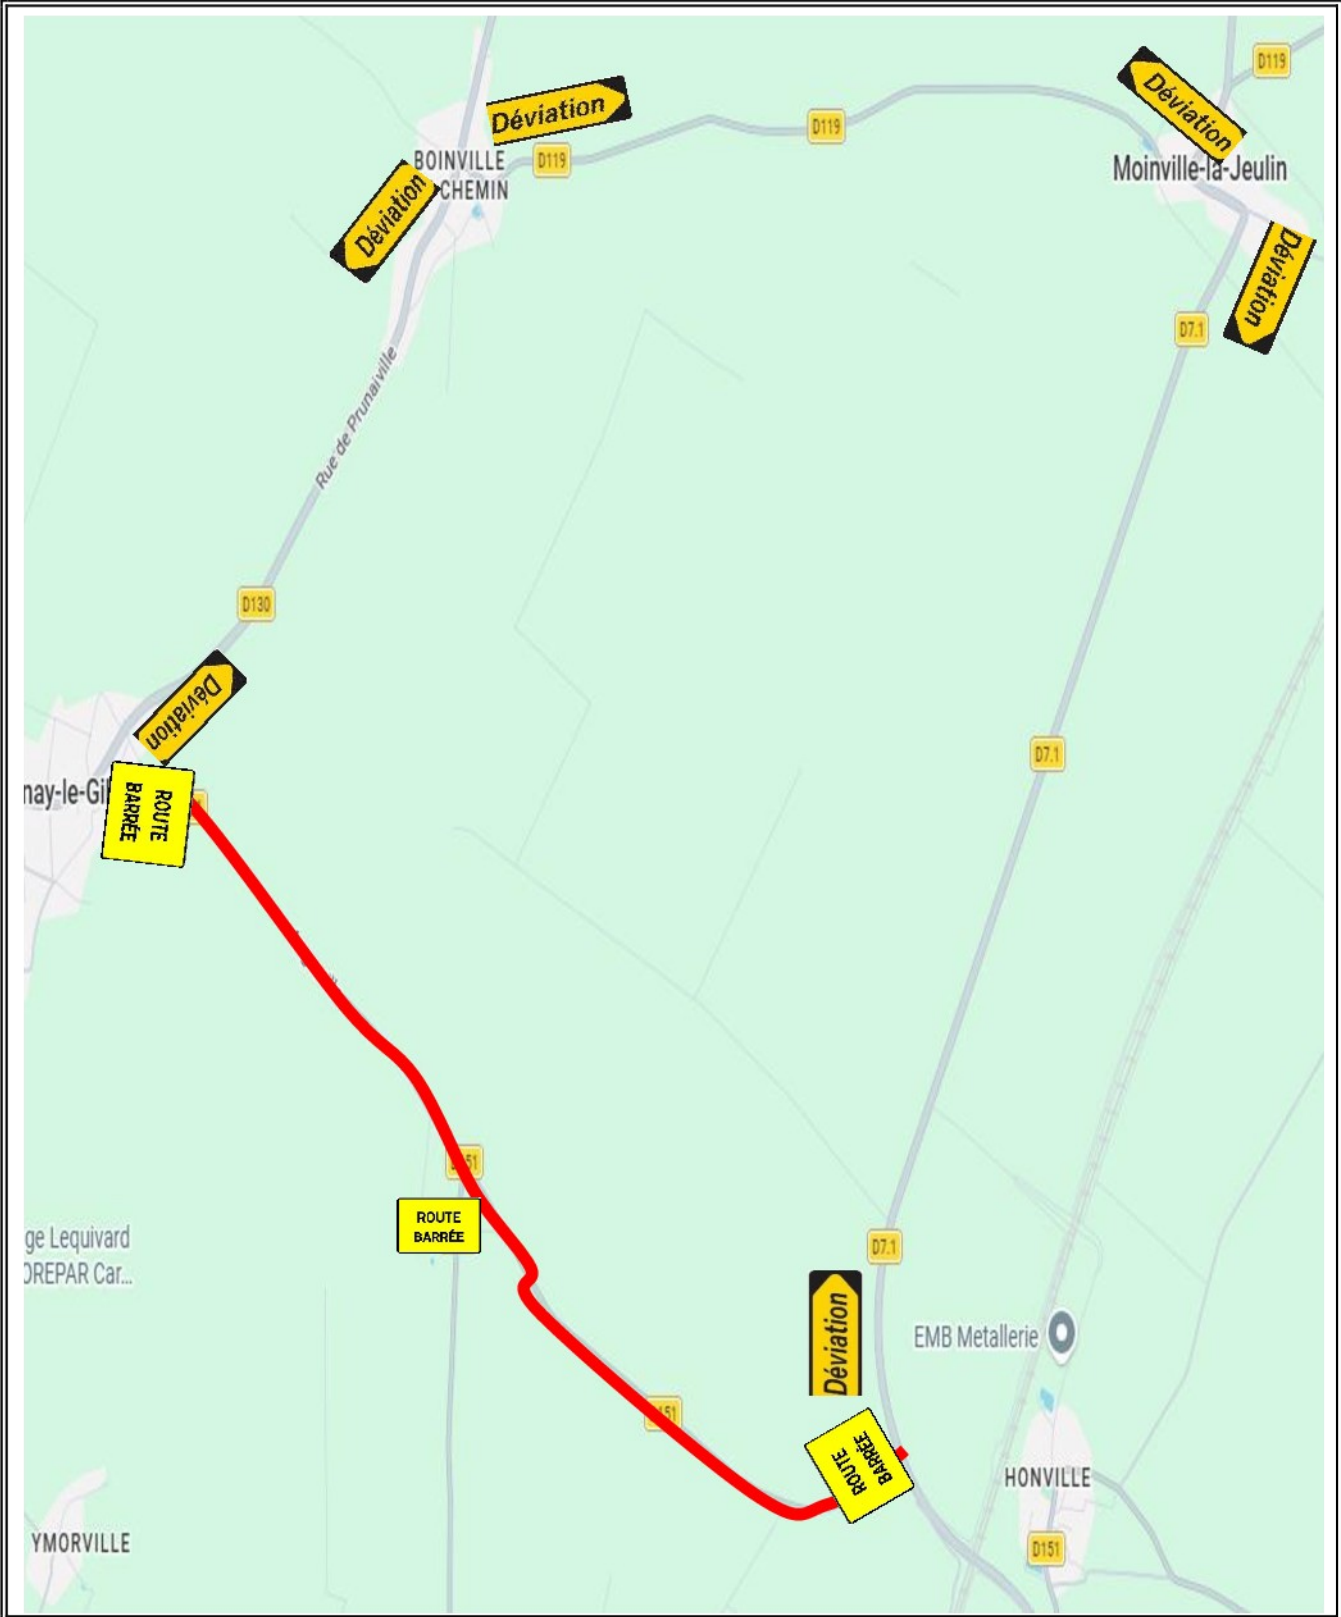 D119
Déviation
Déviation
D119
BOINVILLE
CHEMIN
D119
Moinville-la-Jeulin
Déviation
Déviation
D7.1
Rue de Prunaiville
D130
Déviation
D7.1
nay-le-Gil
ROUTE
BARRÉE
51
ROUTE
BARRÉE
ge Lequivard
OREPAR Car...
D7.1
Déviation
EMB Metallerie
151
ROUTE
BARRÉE
HONVILLE
YMORVILLE
D151